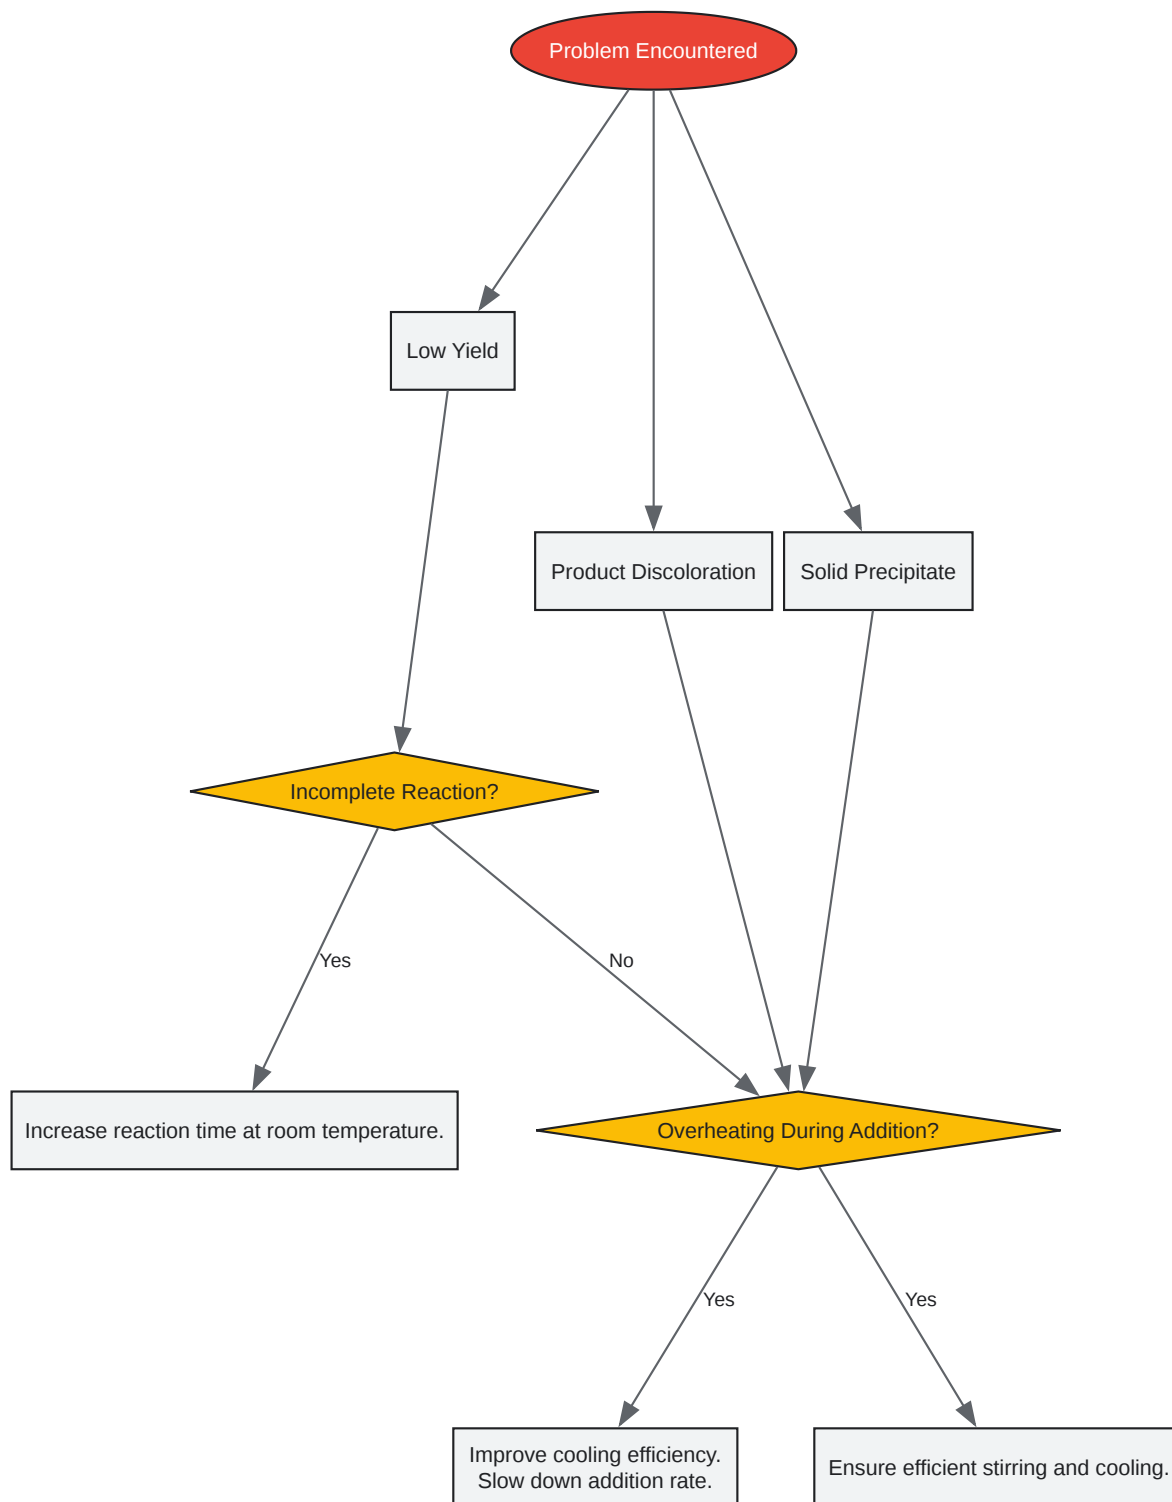 Problem Encountered
Low Yield
Product Discoloration
Solid Precipitate
Incomplete Reaction?
Yes
No
Increase reaction time at room temperature.
Overheating During Addition?
Yes
Yes
Improve cooling efficiency.
Slow down addition rate.
Ensure efficient stirring and cooling.